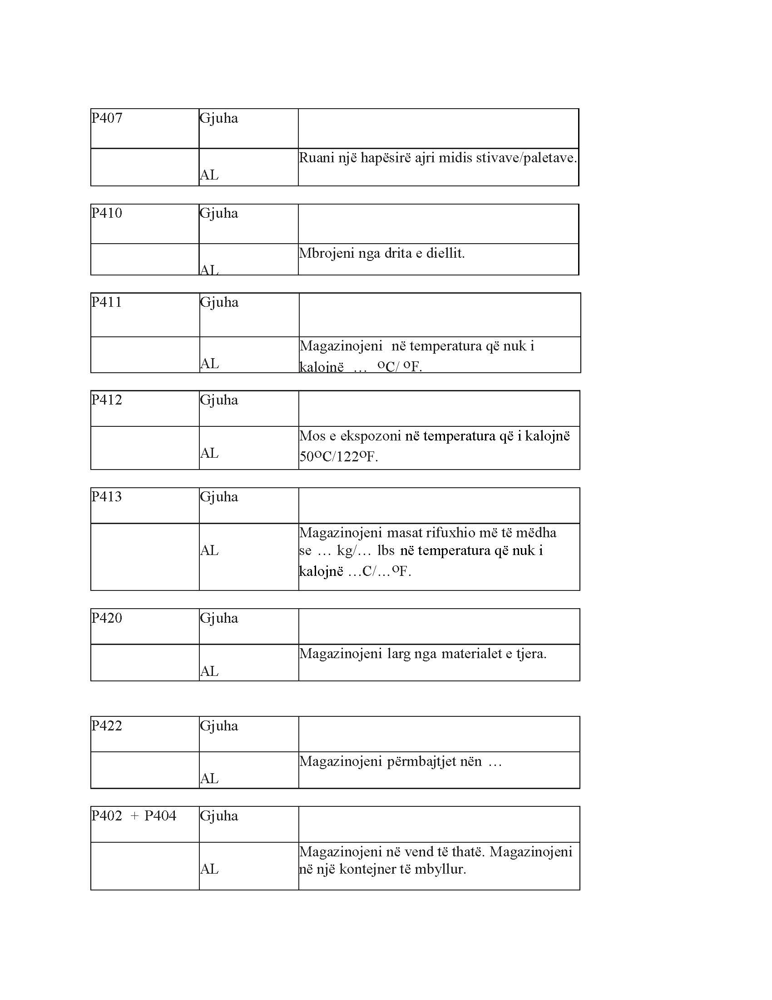 P407 Gjuha
Ruani një hapësirë ajri midis stivave/paletave.
AL
P410 Gjuha
Mbrojeni nga drita e diellit.
AL
P411 Gjuha
Magazinojeni në temperatura që nuk i
AL
kalojnë … ºC/ ºF.
P412 Gjuha
Mos e ekspozoni në temperatura që i kalojnë
AL
50ºC/122ºF.
P413 Gjuha
Magazinojeni masat rifuxhio më të mëdha
AL se … kg/… lbs në temperatura që nuk i
kalojnë …C/…ºF.
P420 Gjuha
Magazinojeni larg nga materialet e tjera.
AL
P422 Gjuha
Magazinojeni përmbajtjet nën …
AL
P402 + P404 Gjuha
Magazinojeni në vend të thatë. Magazinojeni
AL në një kontejner të mbyllur.